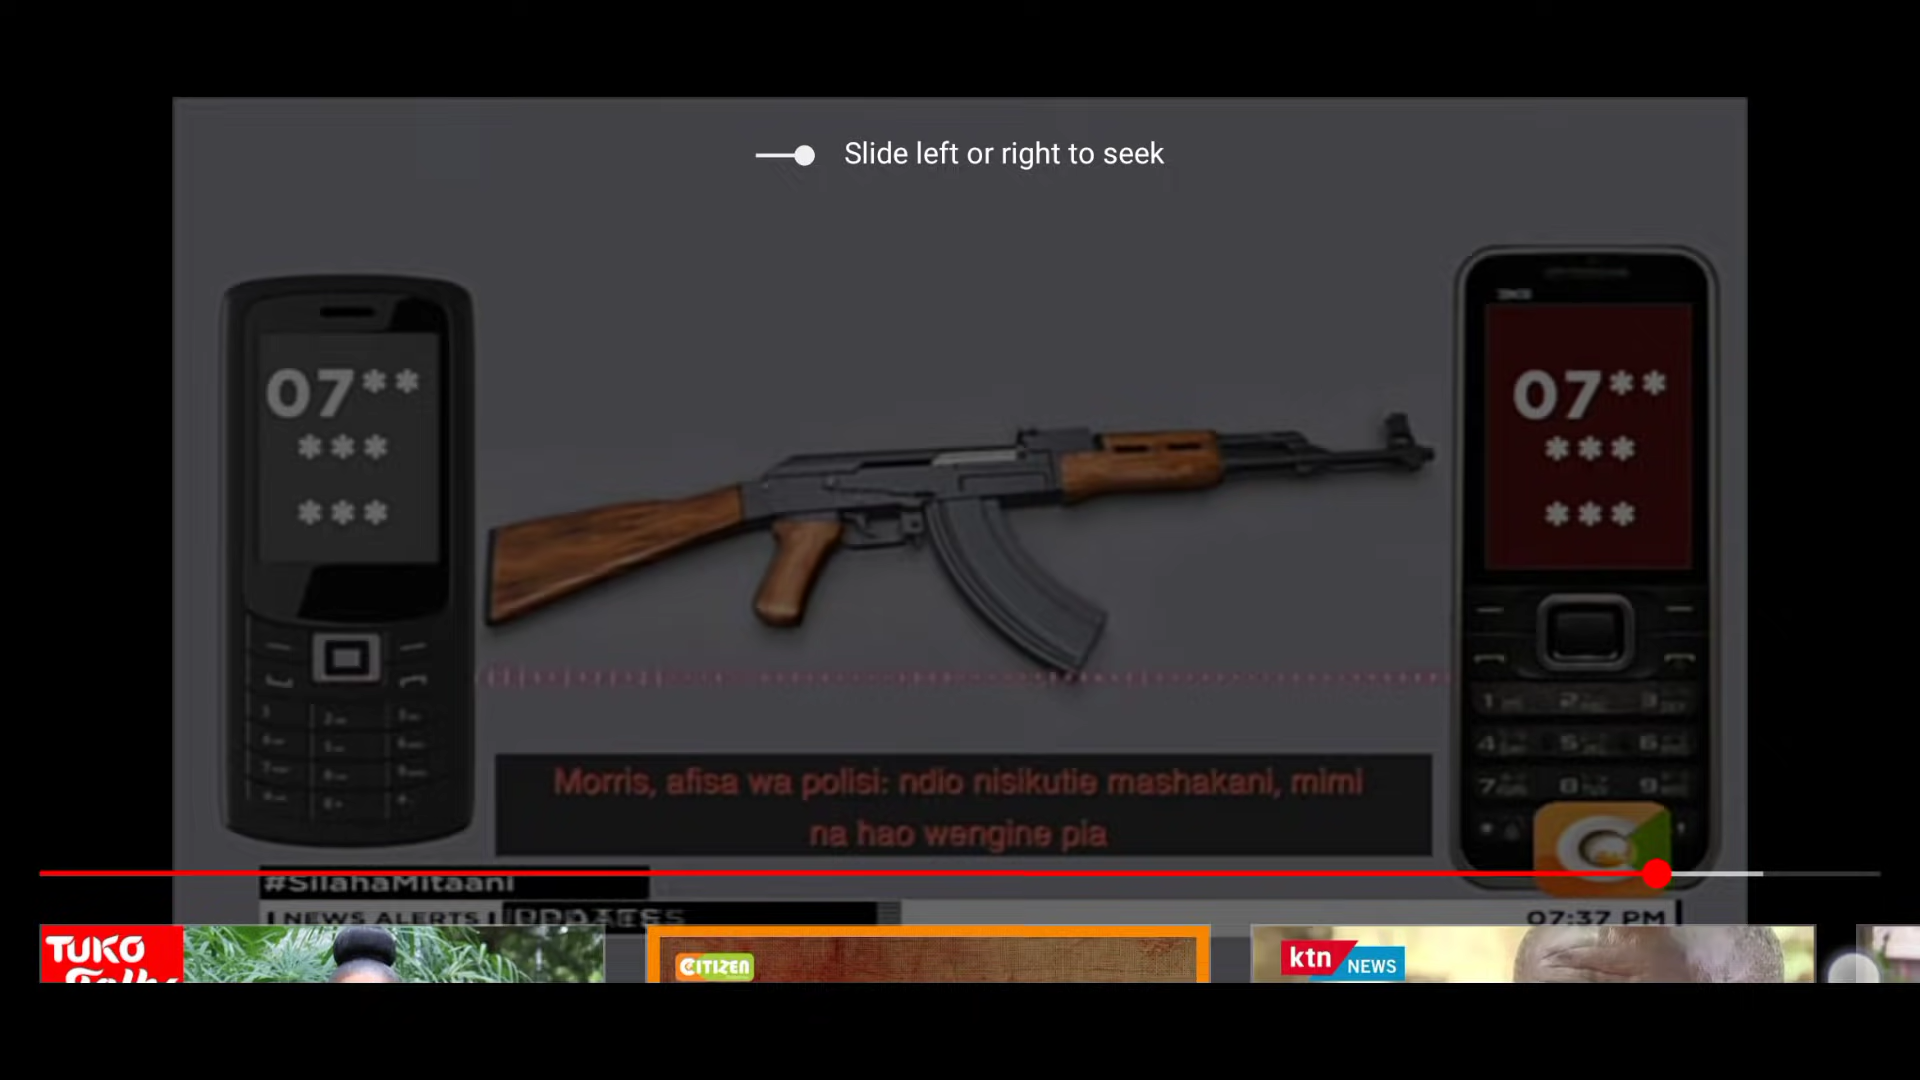 Slide left or right to seek
07**
***
***
07**
***
***
Morris, afisa wa polisi: ndio nisikutie mashakani, mimi
na hao wengine pia
#SilahaMitaani
| NEWS ALERTS |
07:37 PM
TUKO
Talks
CITIZEN
ktn
NEWS